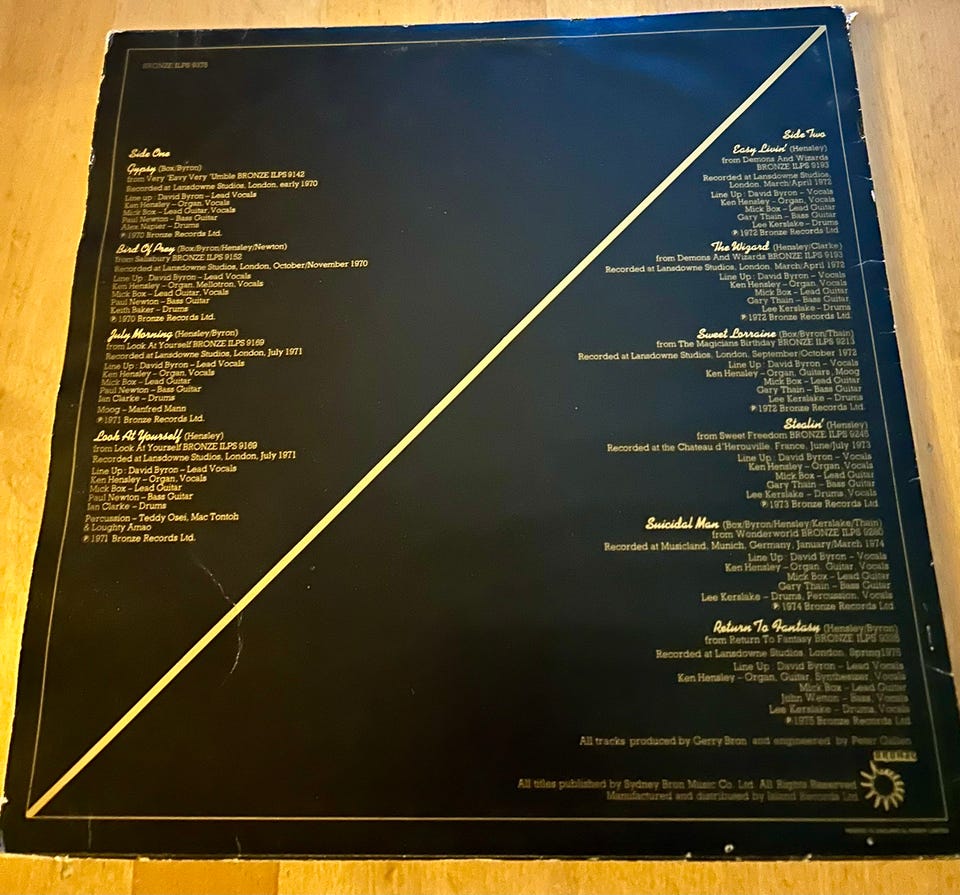 BRONZE ILPS 9375
Side One
Gypsy (Box/Byron)
from Very 'Eavy Very 'Umble BRONZE ILPS 9142
Recorded at Lansdowne Studios, London, early 1970
Line up: David Byron – Lead Vocals
Ken Hensley – Organ, Vocals
Mick Box – Lead Guitar, Vocals
Paul Newton – Bass Guitar
Alex Napier – Drums
℗ 1970 Bronze Records Ltd.
Bird Of Prey (Box/Byron/Hensley/Newton)
from Salisbury BRONZE ILPS 9152
Recorded at Lansdowne Studios, London, October/November 1970
Line Up: David Byron – Lead Vocals
Ken Hensley – Organ, Mellotron, Vocals
Mick Box – Lead Guitar, Vocals
Paul Newton – Bass Guitar
Keith Baker – Drums
℗ 1970 Bronze Records Ltd.
July Morning (Hensley/Byron)
from Look At Yourself BRONZE ILPS 9169
Recorded at Lansdowne Studios, London, July 1971
Line Up: David Byron – Lead Vocals
Ken Hensley – Organ, Vocals
Mick Box – Lead Guitar
Paul Newton – Bass Guitar
Ian Clarke – Drums
Moog – Manfred Mann
℗ 1971 Bronze Records Ltd.
Look At Yourself (Hensley)
from Look At Yourself BRONZE ILPS 9169
Recorded at Lansdowne Studios, London, July 1971
Line Up: David Byron – Lead Vocals
Ken Hensley – Organ, Vocals
Mick Box – Lead Guitar
Paul Newton – Bass Guitar
Ian Clarke – Drums
Percussion – Teddy Osei, Mac Tontoh
& Loughty Amao
℗ 1971 Bronze Records Ltd.
Side Two
Easy Livin' (Hensley)
from Demons And Wizards
BRONZE ILPS 9193
Recorded at Lansdowne Studios,
London, March/April 1972
Line Up: David Byron – Vocals
Ken Hensley – Organ, Vocals
Mick Box – Lead Guitar
Gary Thain – Bass Guitar
Lee Kerslake – Drums
℗ 1972 Bronze Records Ltd.
The Wizard (Hensley/Clarke)
from Demons And Wizards BRONZE ILPS 9193
Recorded at Lansdowne Studios, London, March/April 1972
Line Up: David Byron – Vocals
Ken Hensley – Organ, Vocals
Mick Box – Lead Guitar
Gary Thain – Bass Guitar
Lee Kerslake – Drums
℗ 1972 Bronze Records Ltd.
Sweet Lorraine (Box/Byron/Thain)
from The Magicians Birthday BRONZE ILPS 9213
Recorded at Lansdowne Studios, London, September/October 1972
Line Up: David Byron – Vocals
Ken Hensley – Organ, Guitars, Moog
Mick Box – Lead Guitar
Gary Thain – Bass Guitar
Lee Kerslake – Drums
℗ 1972 Bronze Records Ltd.
Stealin' (Hensley)
from Sweet Freedom BRONZE ILPS 9245
Recorded at the Chateau d'Herouville, France, June/July 1973
Line Up: David Byron – Vocals
Ken Hensley – Organ, Vocals
Mick Box – Lead Guitar
Gary Thain – Bass Guitar
Lee Kerslake – Drums, Vocals
℗ 1973 Bronze Records Ltd.
Suicidal Man (Box/Byron/Hensley/Kerslake/Thain)
from Wonderworld BRONZE ILPS 9280
Recorded at Musicland, Munich, Germany, January/March 1974
Line Up: David Byron – Vocals
Ken Hensley – Organ, Guitar, Vocals
Mick Box – Lead Guitar
Gary Thain – Bass Guitar
Lee Kerslake – Drums, Percussion, Vocals
℗ 1974 Bronze Records Ltd
Return To Fantasy (Hensley/Byron)
from Return To Fantasy BRONZE ILPS
Recorded at Lansdowne Studios, London, Spring 1975
Line Up: David Byron – Lead Vocals
Ken Hensley – Organ, Guitar, Synthesizer, Vocals
Mick Box – Lead Guitar
John Wetton – Bass, Vocals
Lee Kerslake – Drums, Vocals
℗ 1975 Bronze Records Ltd
All tracks produced by Gerry Bron and engineered by Peter Gallen
BRONZE
All titles published by Sydney Bron Music Co. Ltd. All Rights Reserved
Manufactured and distributed by Island Records Ltd